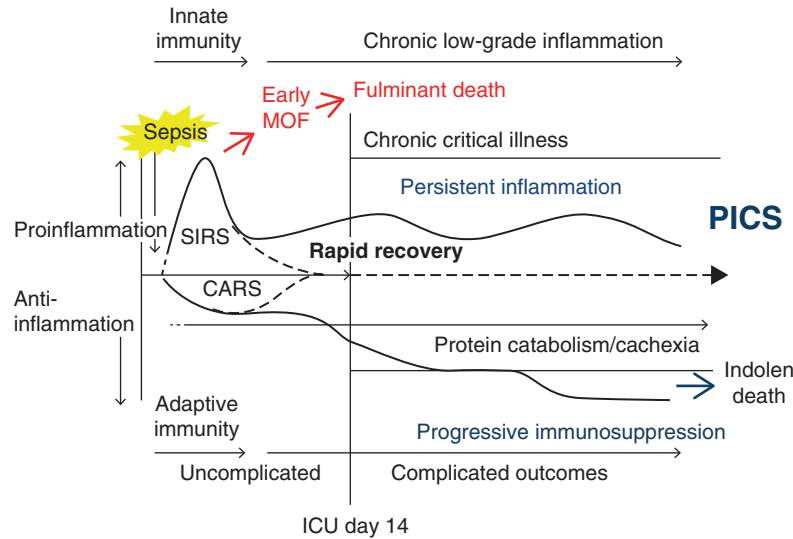 Innate
immunity
Chronic low-grade inflammation
Early
MOF
Fulminant death
Sepsis
Chronic critical illness
Persistent inflammation
PICS
Proinflammation
SIRS
Rapid recovery
CARS
Anti-
inflammation
Protein catabolism/cachexia
Indolen
death
Adaptive
immunity
Progressive immunosuppression
Uncomplicated
Complicated outcomes
ICU day 14